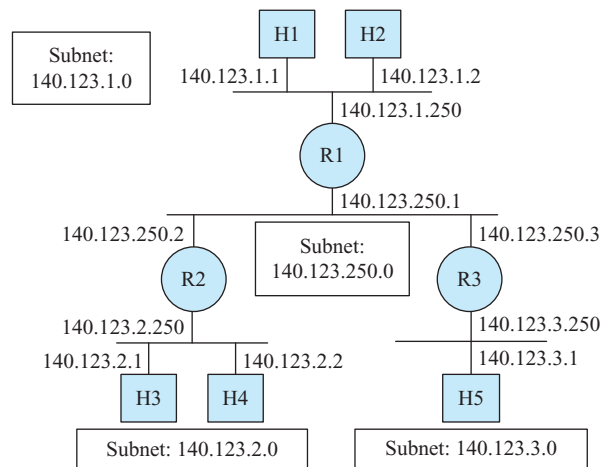 H1 H2
Subnet:
140.123.1.0
140.123.1.1 140.123.1.2
140.123.1.250
R1
140.123.250.1
140.123.250.2 140.123.250.3
Subnet:
140.123.250.0
R2 R3
140.123.2.250 140.123.3.250
140.123.2.1 140.123.2.2 140.123.3.1
H3 H4 H5
Subnet: 140.123.2.0 Subnet: 140.123.3.0